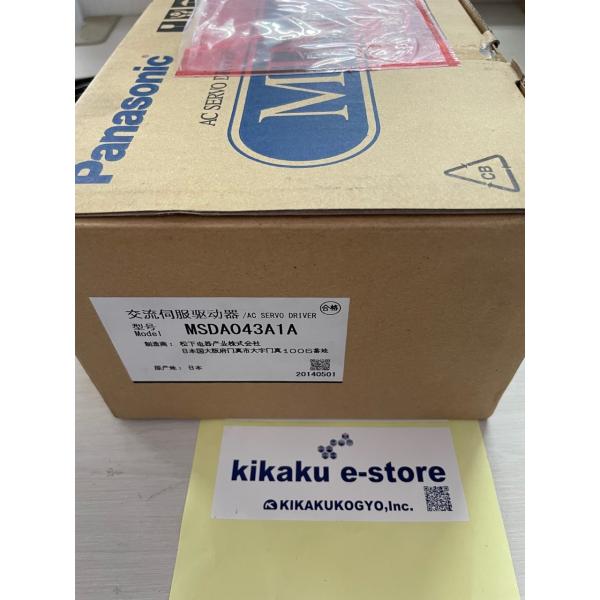 Panasonic
AC SERVO D
M
CB
交流伺服驱动器 /AC SERVO DRIVER 合格
型号
Model MSDA043A1A
制造商： 松下电器产业株式会社
日本国大阪府门真市大字门真1006番地
原产地： 日本
20140501
kikaku e-store
KIKAKUKOGYO,Inc.